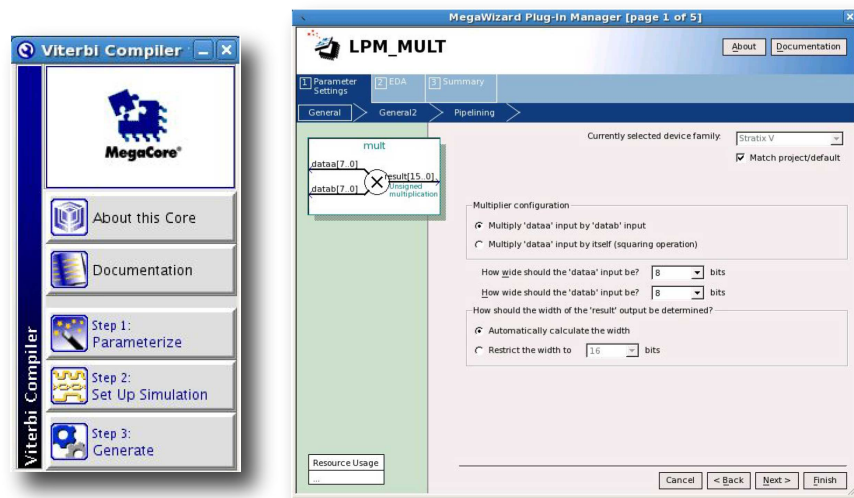 Viterbi Compiler
MegaCore®
About this Core
Documentation
Step 1:
Parameterize
Step 2:
Set Up Simulation
Step 3:
Generate
Viterbi Compiler
MegaWizard Plug-In Manager [page 1 of 5]
LPM_MULT
About
Documentation
1 Parameter Settings
2 EDA
3 Summary
General
General2
Pipelining
mult
dataa[7..0]
result[15..0]
datab[7..0]
Unsigned
multiplication
Currently selected device family:
Stratix V
Match project/default
Multiplier configuration
Multiply 'dataa' input by 'datab' input
Multiply 'dataa' input by itself (squaring operation)
How wide should the 'dataa' input be? 8 bits
How wide should the 'datab' input be? 8 bits
How should the width of the 'result' output be determined?
Automatically calculate the width
Restrict the width to 16 bits
Resource Usage
...
Cancel
< Back
Next >
Finish